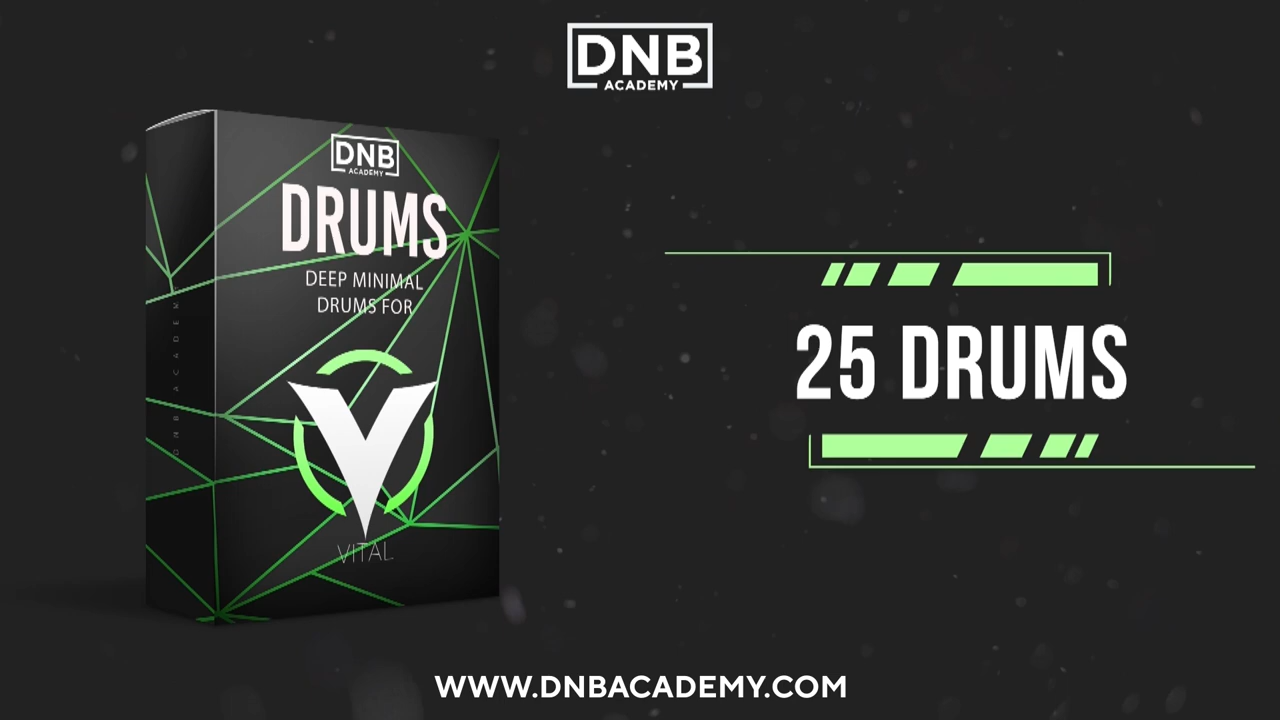 DNB
ACADEMY
DNB
ACADEMY
DRUMS
DEEP MINIMAL
DRUMS FOR
VITAL
DNB ACADEMY
25 DRUMS
WWW.DNBACADEMY.COM